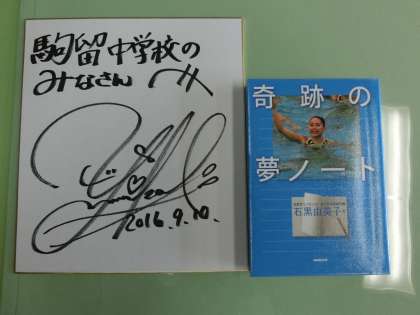 駒留中学校の
みなさんへ
2016.9.10.
奇跡の
夢ノート
石黒由美子